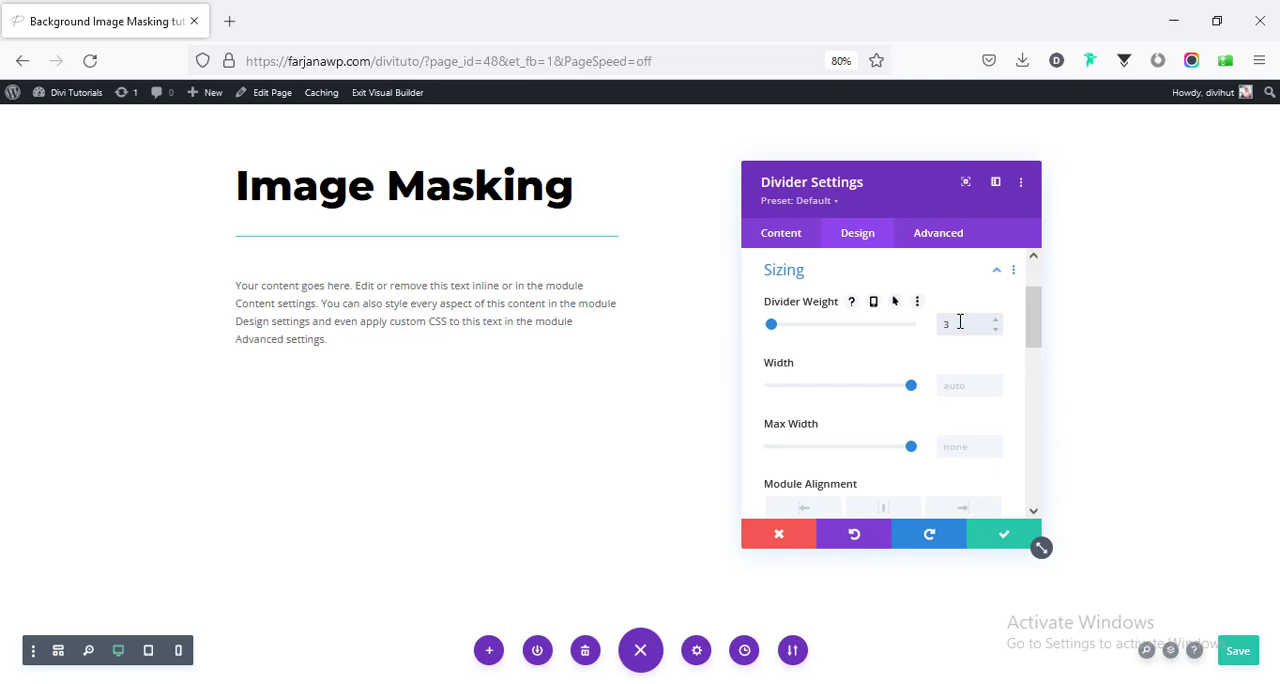 Background Image Masking tut
https://farjanawp.com/divituto/?page_id=48&et_fb=1&PageSpeed=off
80%
Divi Tutorials
1
0
New
Edit Page
Caching
Exit Visual Builder
Howdy, divihut
Image Masking
Your content goes here. Edit or remove this text inline or in the module
Content settings. You can also style every aspect of this content in the module
Design settings and even apply custom CSS to this text in the module
Advanced settings.
Divider Settings
Preset: Default
Content
Design
Advanced
Sizing
Divider Weight
3
Width
auto
Max Width
none
Module Alignment
Activate Windows
Go to Settings to activate Windows.
Save